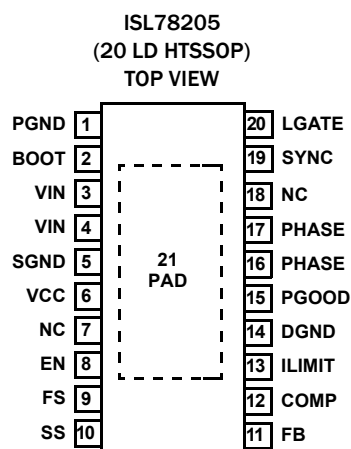 ISL78205
(20 LD HTSSOP)
TOP VIEW
PGND 1
BOOT 2
VIN 3
VIN 4
SGND 5
VCC 6
NC 7
EN 8
FS 9
SS 10
21
PAD
20 LGATE
19 SYNC
18 NC
17 PHASE
16 PHASE
15 PGOOD
14 DGND
13 ILIMIT
12 COMP
11 FB